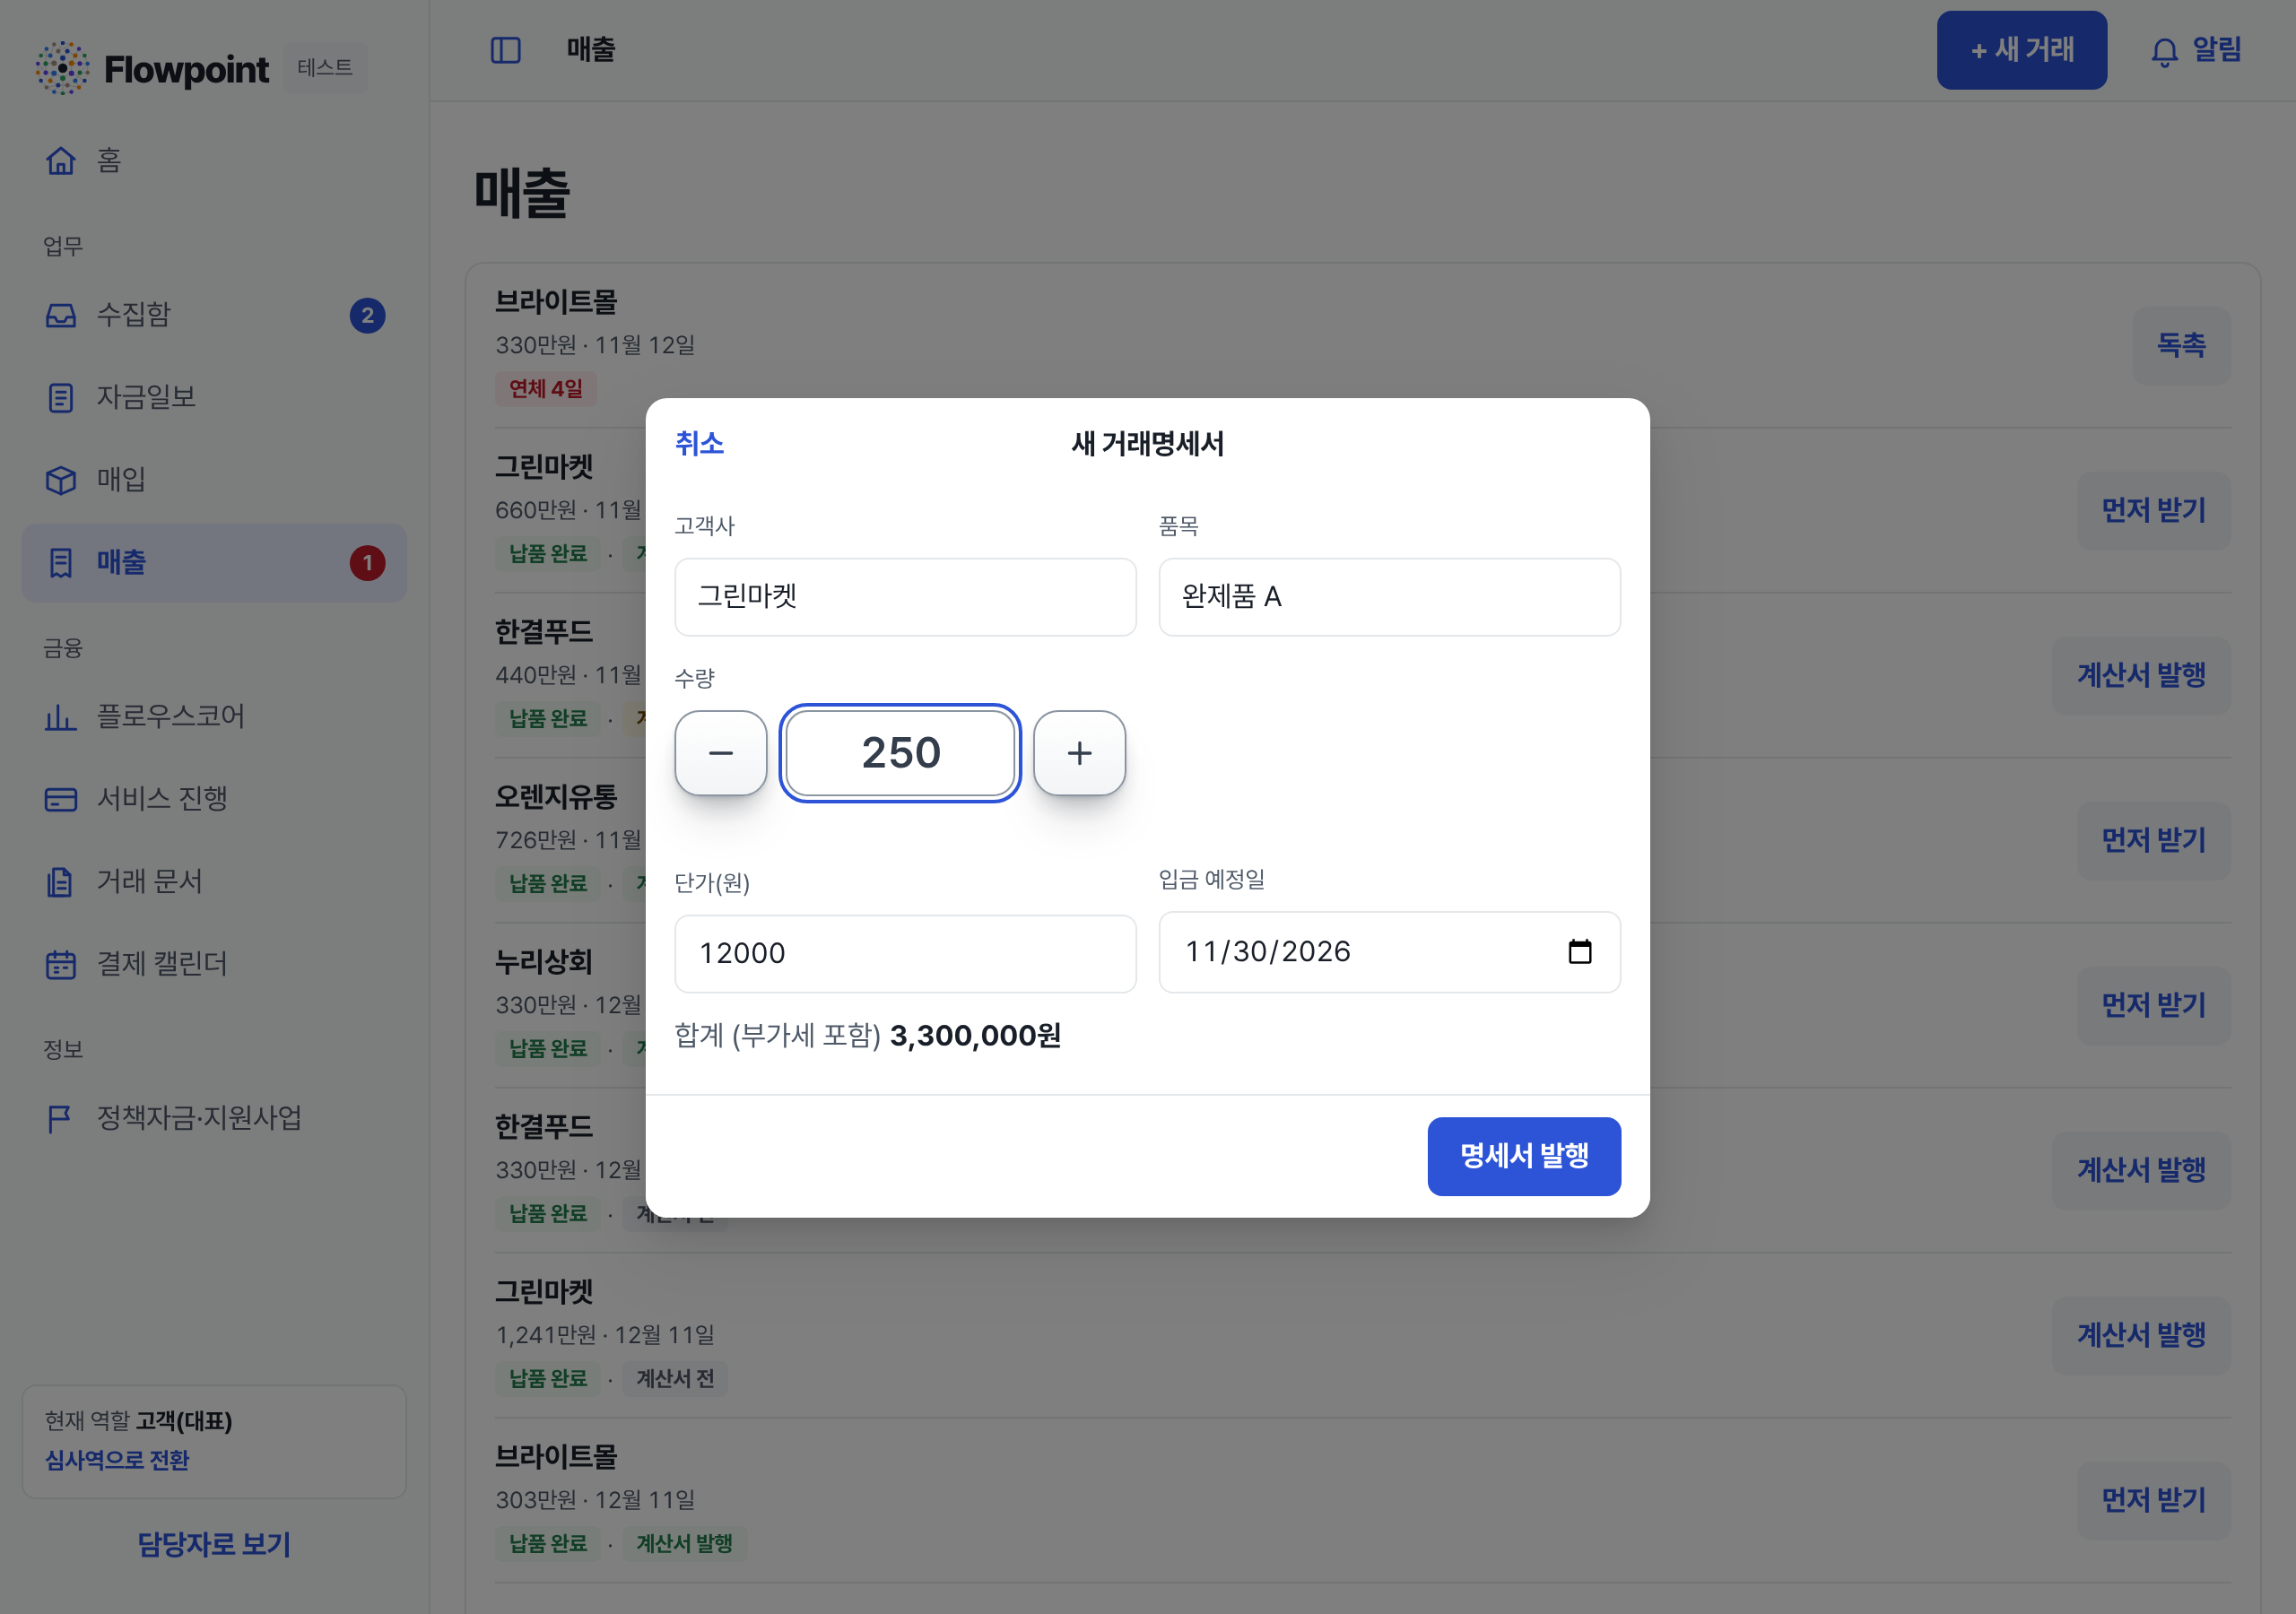 Flowpoint 테스트
홈
업무
수집함 2
자금일보
매입
매출 1
금융
플로우스코어
서비스 진행
거래 문서
결제 캘린더
정보
정책자금·지원사업
현재 역할 고객(대표)
심사역으로 전환
담당자로 보기
매출
+ 새 거래
알림
매출
브라이트몰
330만원 · 11월 12일
연체 4일
독촉
그린마켓
660만원 · 11월
납품 완료 ·
먼저 받기
한결푸드
440만원 · 11월
납품 완료 ·
계산서 발행
오렌지유통
726만원 · 11월
납품 완료 ·
먼저 받기
누리상회
330만원 · 12월
납품 완료 ·
먼저 받기
한결푸드
330만원 · 12월
납품 완료 ·
계산서 발행
그린마켓
1,241만원 · 12월 11일
납품 완료 · 계산서 전
계산서 발행
브라이트몰
303만원 · 12월 11일
납품 완료 · 계산서 발행
먼저 받기
취소
새 거래명세서
고객사
그린마켓
품목
완제품 A
수량
− 250 +
단가(원)
12000
입금 예정일
11/30/2026
합계 (부가세 포함) 3,300,000원
명세서 발행